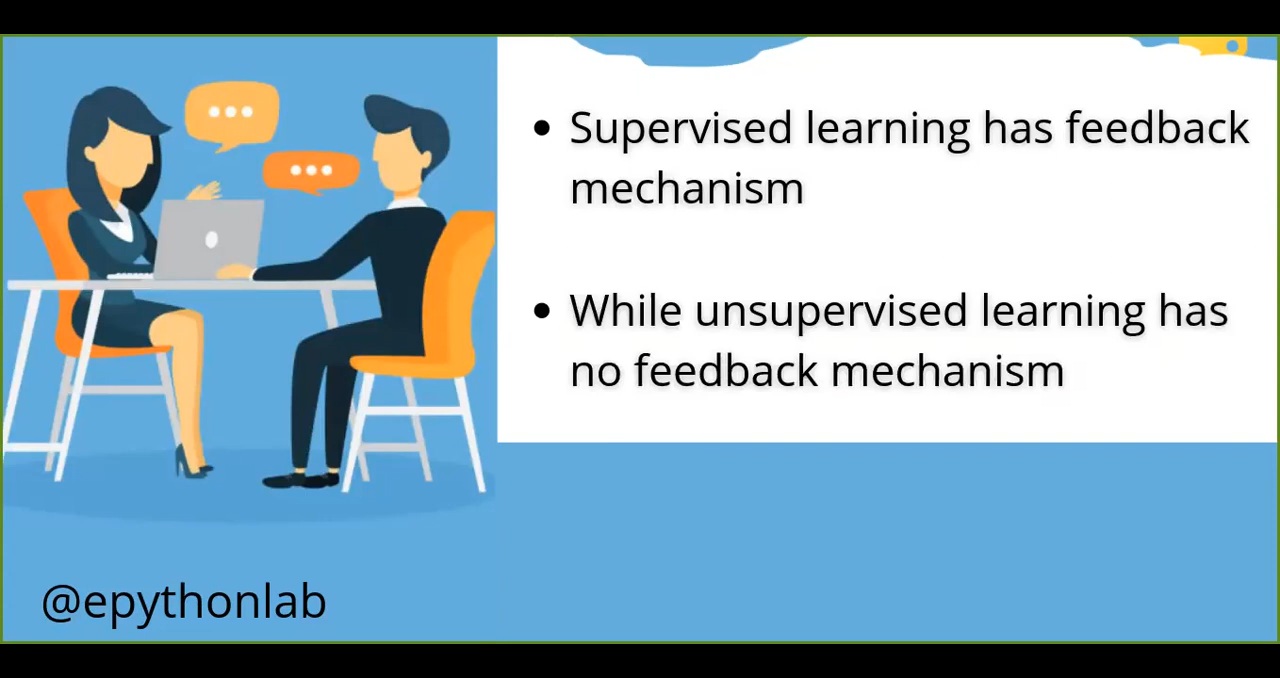 • Supervised learning has feedback
mechanism
• While unsupervised learning has
no feedback mechanism
@epythonlab